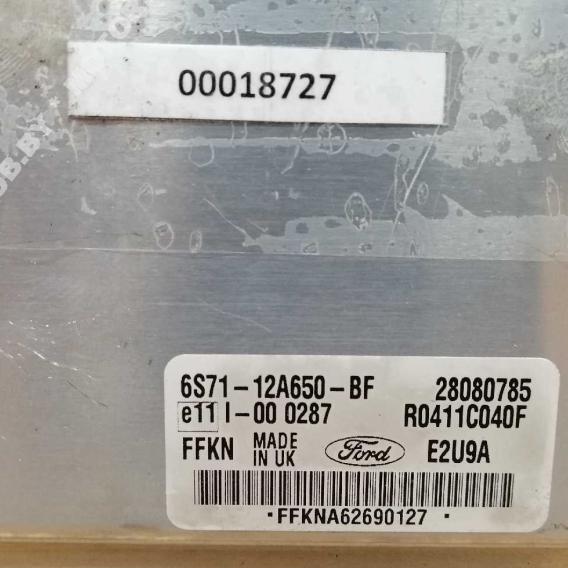 00018727
6S71-12A650-BF 28080785
e11 I-00 0287 R0411C040F
FFKN MADE IN UK Ford E2U9A
·FFKNA62690127·